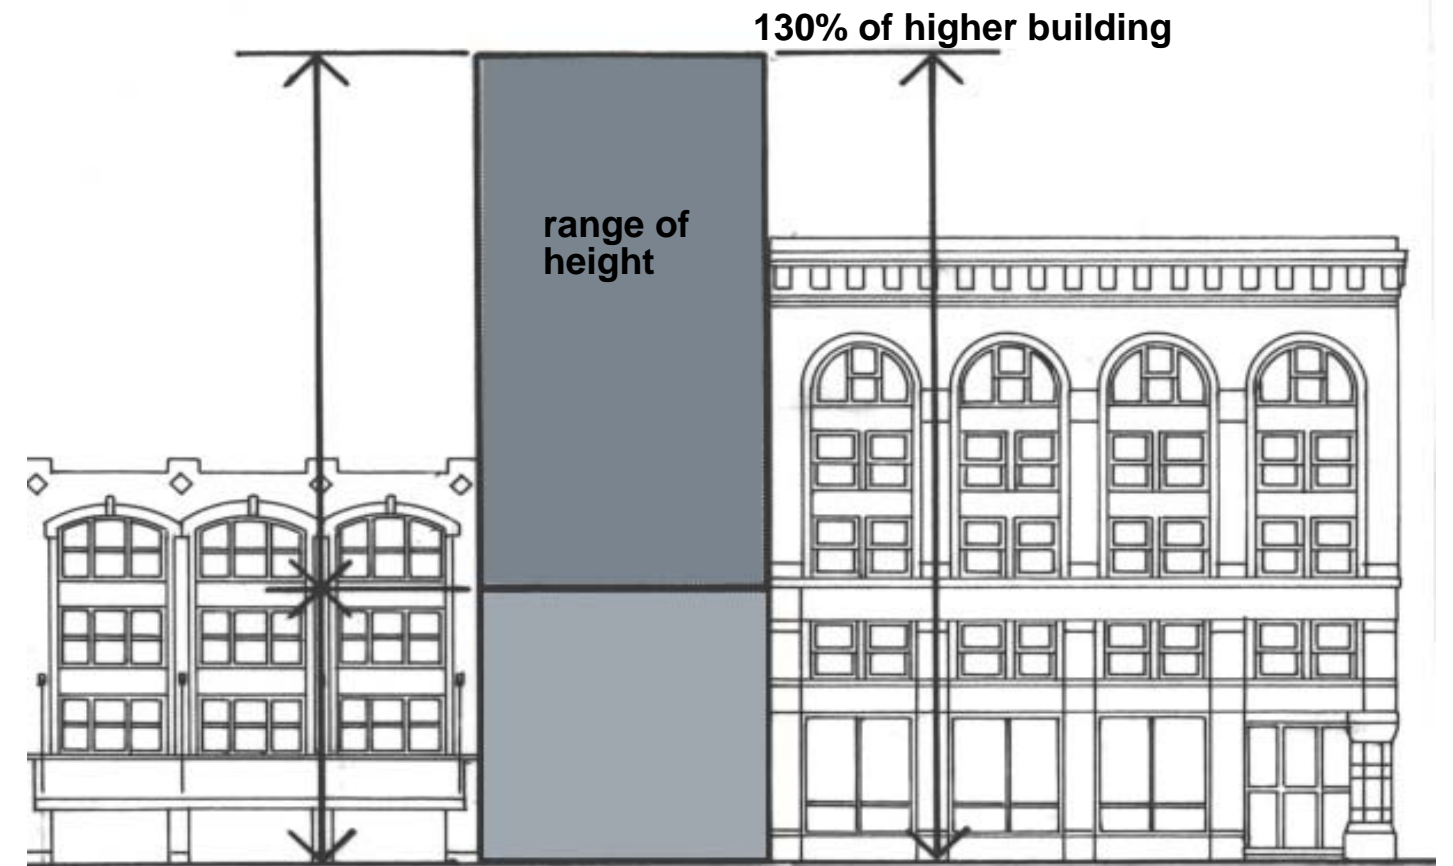 130% of higher building
range of
height